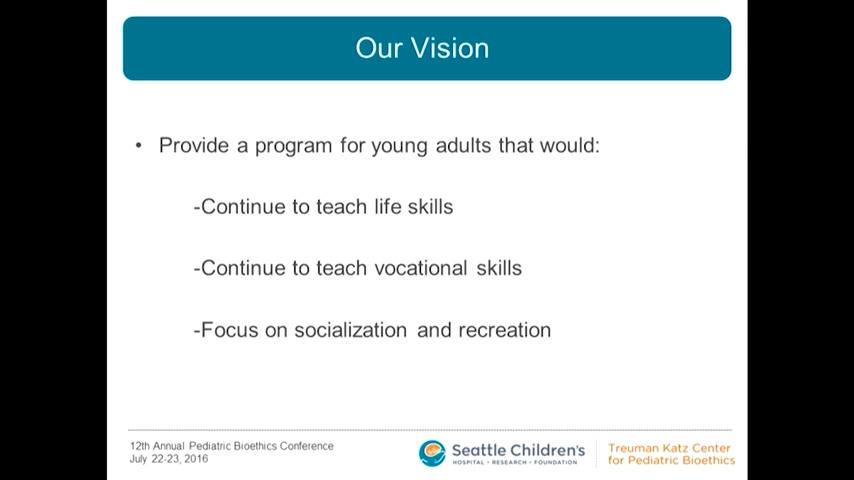 Our Vision
• Provide a program for young adults that would:
-Continue to teach life skills
-Continue to teach vocational skills
-Focus on socialization and recreation
12th Annual Pediatric Bioethics Conference
July 22-23, 2016
Seattle Children's
HOSPITAL • RESEARCH • FOUNDATION
Treuman Katz Center
for Pediatric Bioethics